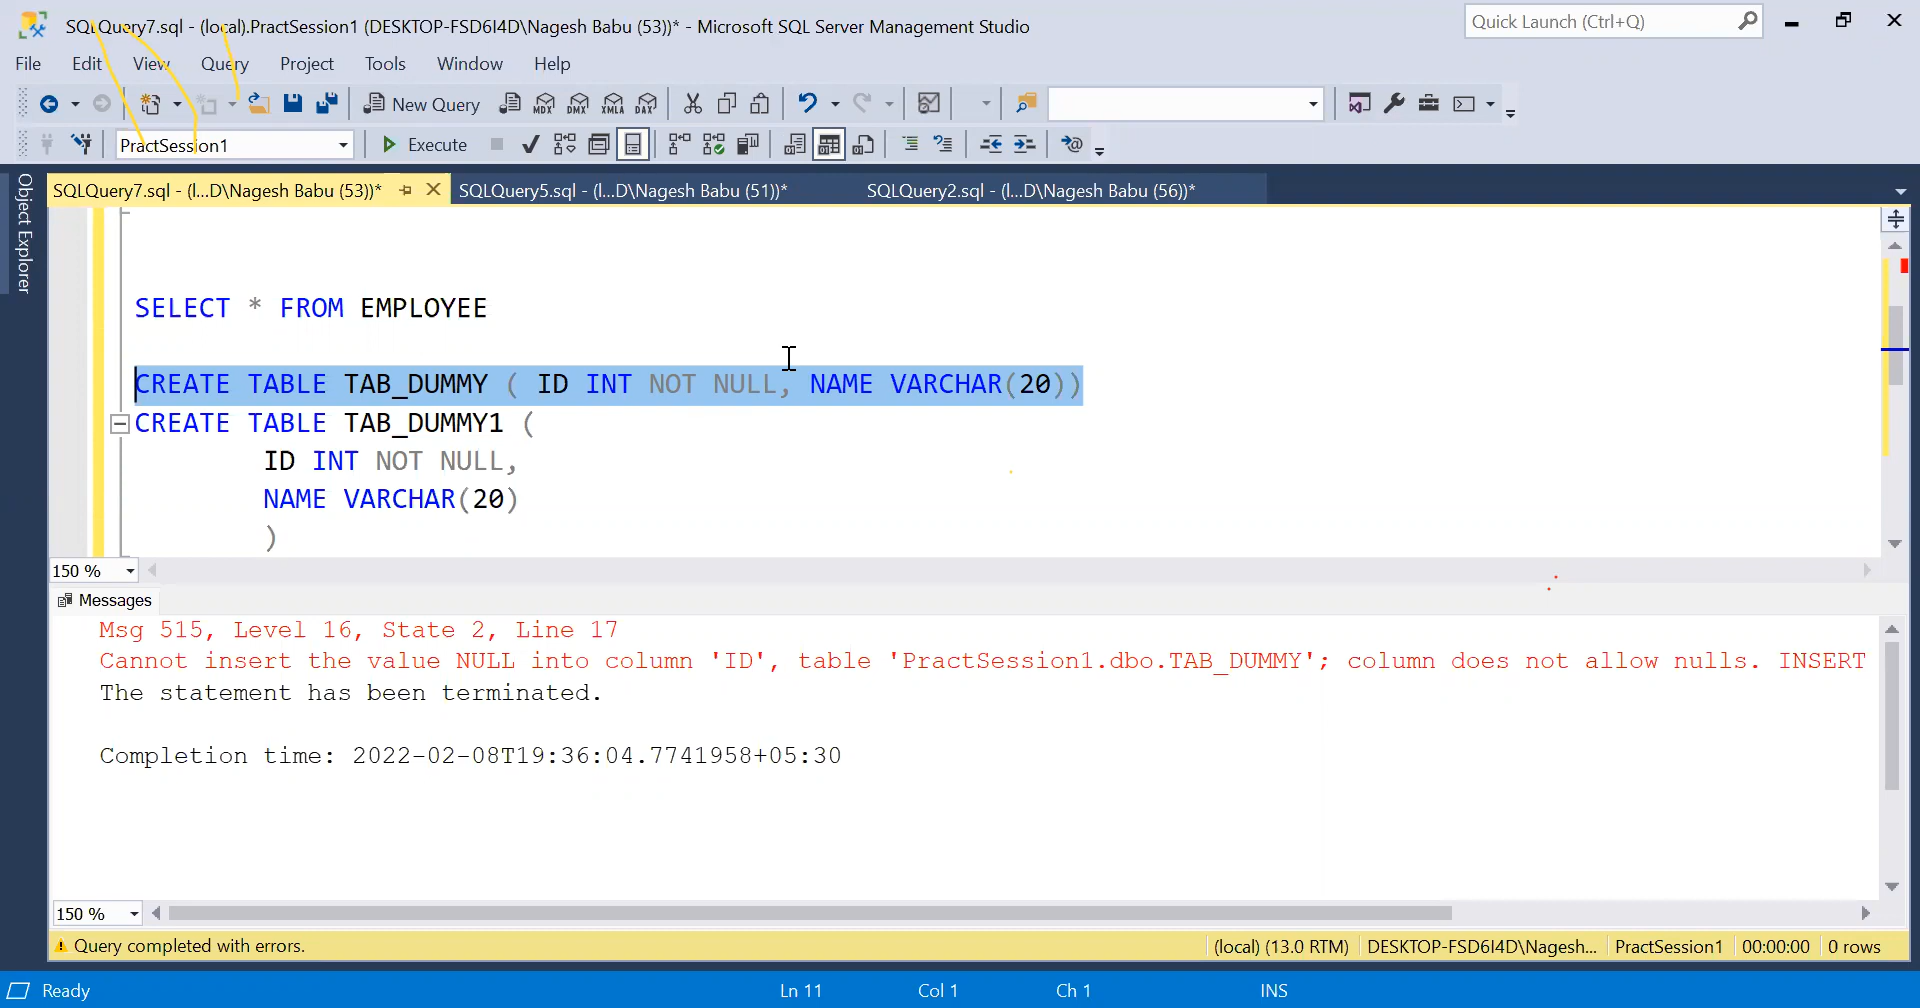 SQLQuery7.sql - (local).PractSession1 (DESKTOP-FSD6I4D\Nagesh Babu (53))* - Microsoft SQL Server Management Studio
Quick Launch (Ctrl+Q)
File Edit View Query Project Tools Window Help
New Query MDX DMX XMLA DAX
PractSession1 Execute
SQLQuery7.sql - (l...D\Nagesh Babu (53))* SQLQuery5.sql - (l...D\Nagesh Babu (51))* SQLQuery2.sql - (l...D\Nagesh Babu (56))*
Object Explorer
SELECT * FROM EMPLOYEE
CREATE TABLE TAB_DUMMY ( ID INT NOT NULL, NAME VARCHAR(20))
CREATE TABLE TAB_DUMMY1 (
ID INT NOT NULL,
NAME VARCHAR(20)
)
150 %
Messages
Msg 515, Level 16, State 2, Line 17
Cannot insert the value NULL into column 'ID', table 'PractSession1.dbo.TAB_DUMMY'; column does not allow nulls. INSERT
The statement has been terminated.
Completion time: 2022-02-08T19:36:04.7741958+05:30
150 %
Query completed with errors. (local) (13.0 RTM) DESKTOP-FSD6I4D\Nagesh... PractSession1 00:00:00 0 rows
Ready Ln 11 Col 1 Ch 1 INS